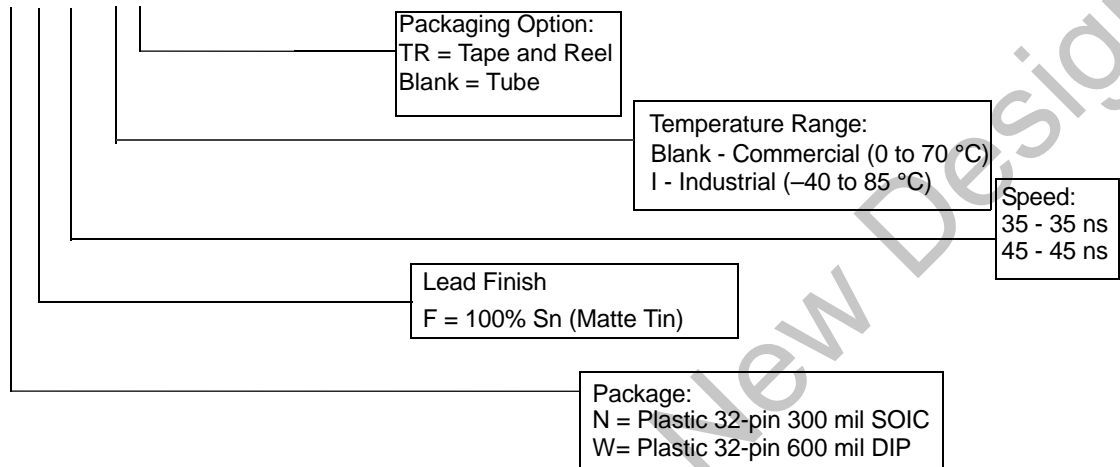 Packaging Option:
TR = Tape and Reel
Blank = Tube
Temperature Range:
Blank - Commercial (0 to 70 °C)
I - Industrial (–40 to 85 °C)
Speed:
35 - 35 ns
45 - 45 ns
Lead Finish
F = 100% Sn (Matte Tin)
Package:
N = Plastic 32-pin 300 mil SOIC
W= Plastic 32-pin 600 mil DIP
New Desig